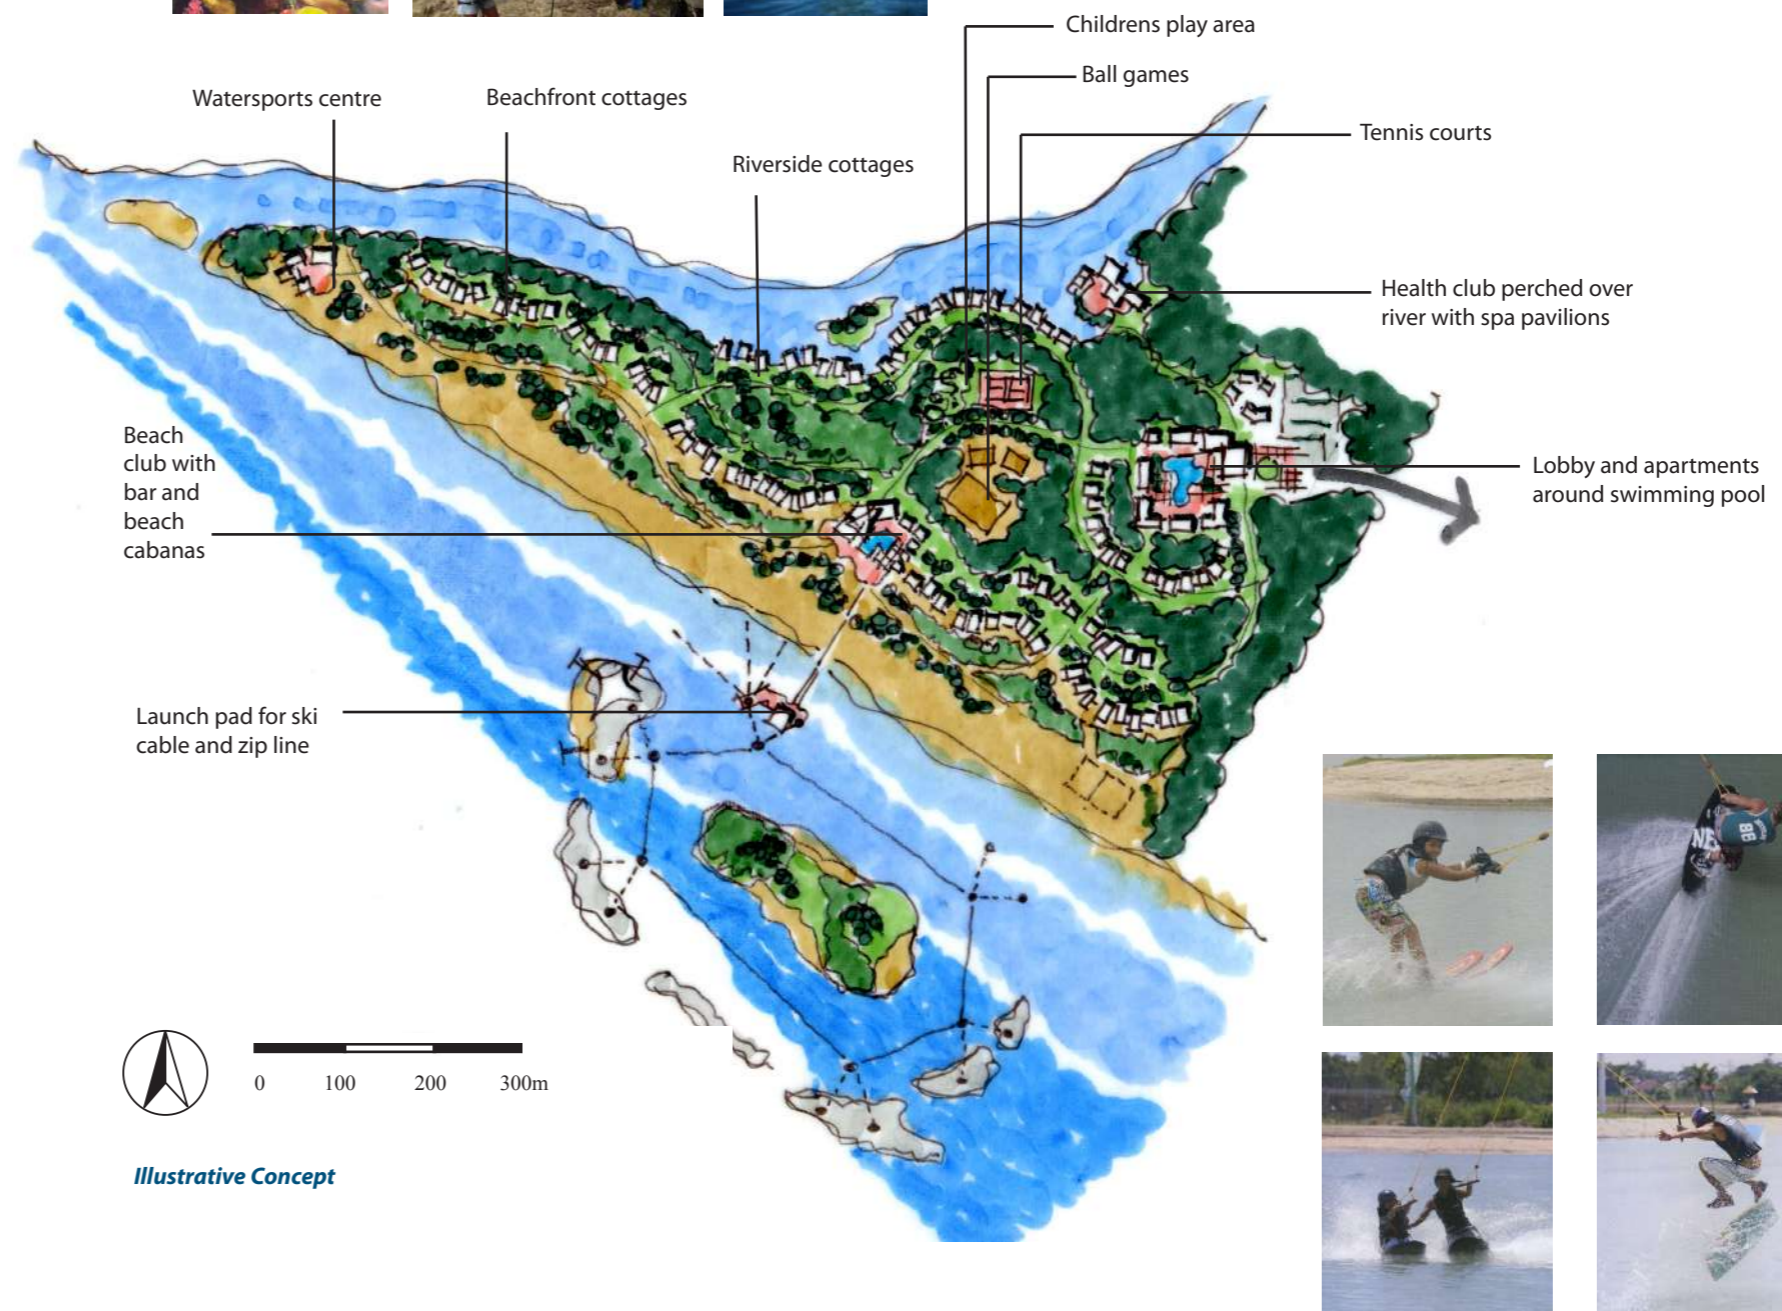 Childrens play area
Ball games
Watersports centre
Beachfront cottages
Tennis courts
Riverside cottages
Health club perched over
river with spa pavilions
Beach
club with
bar and
beach
cabanas
Lobby and apartments
around swimming pool
Launch pad for ski
cable and zip line
0 100 200 300m
Illustrative Concept